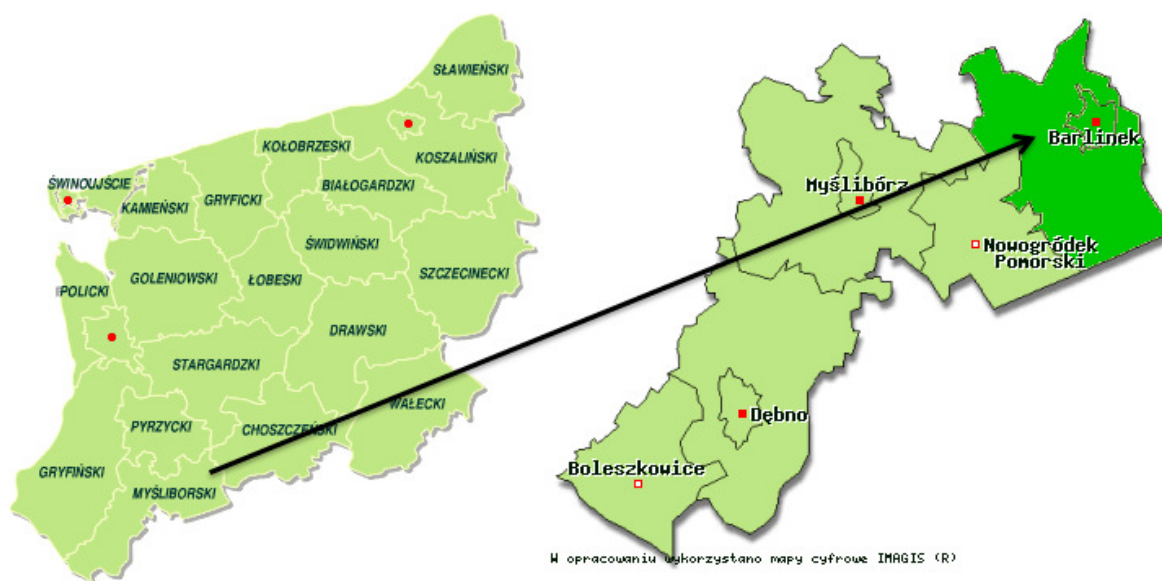 SŁAWIEŃSKI
KOŁOBRZESKI
KOSZALIŃSKI
ŚWINOUJŚCIE
BIAŁOGARDZKI
GRYFICKI
KAMIEŃSKI
ŚWIDWIŃSKI
GOLENIOWSKI
ŁOBESKI
SZCZECINECKI
POLICKI
DRAWSKI
STARGARDZKI
WAŁECKI
PYRZYCKI
CHOSZCZEŃSKI
GRYFIŃSKI
MYŚLIBORSKI
Barlinek
Myślibórz
Nowogródek
Pomorski
Dębno
Boleszkowice
W opracowaniu wykorzystano mapy cyfrowe IMAGIS (R)